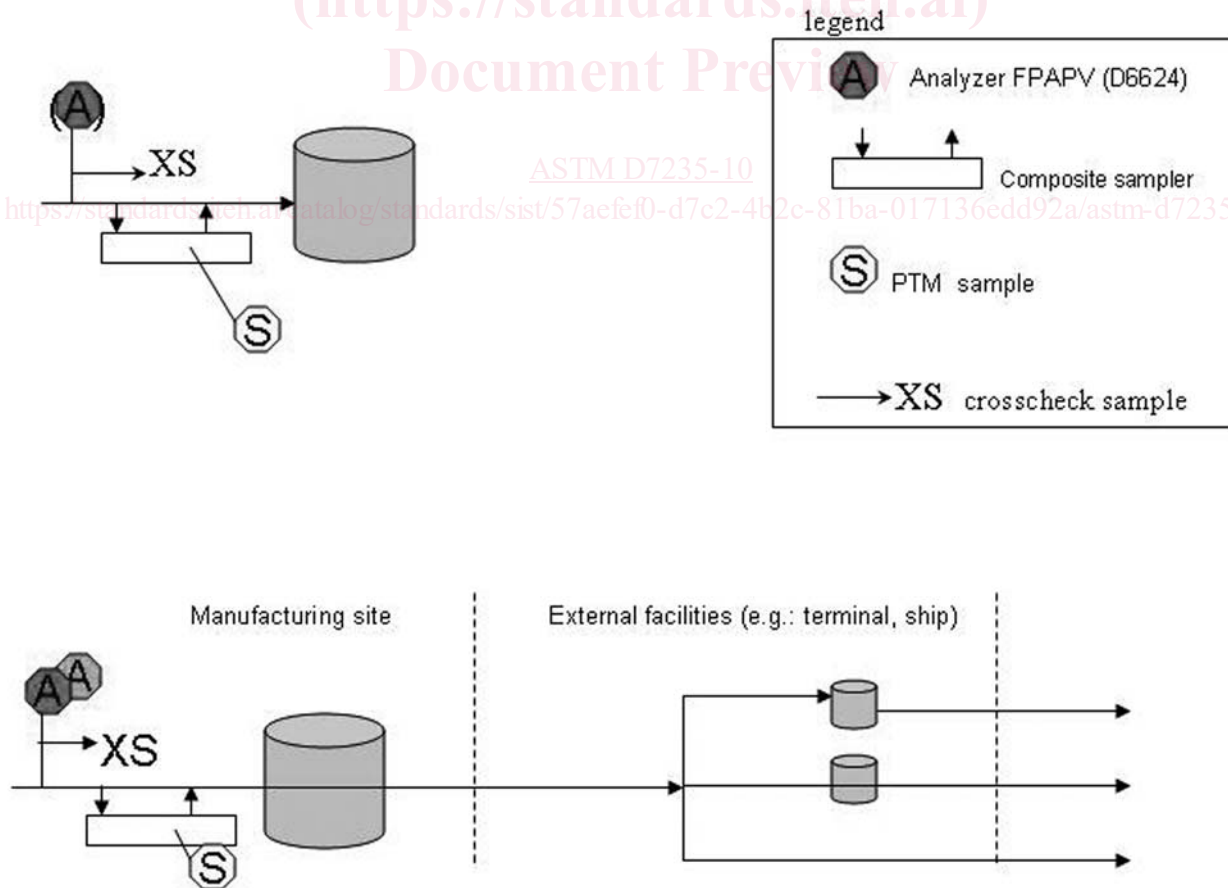 (https://standards.iteh.ai)
Document Preview
legend
A
Analyzer FPAPV (D6624)
(A)
XS
ASTM D7235-10
Composite sampler
https://standards.iteh.ai/catalog/standards/sist/57aefef0-d7c2-4b2c-81ba-017136edd92a/astm-d7235
S
PTM sample
S
XS crosscheck sample
Manufacturing site
External facilities (e.g.: terminal, ship)
A A
XS
S